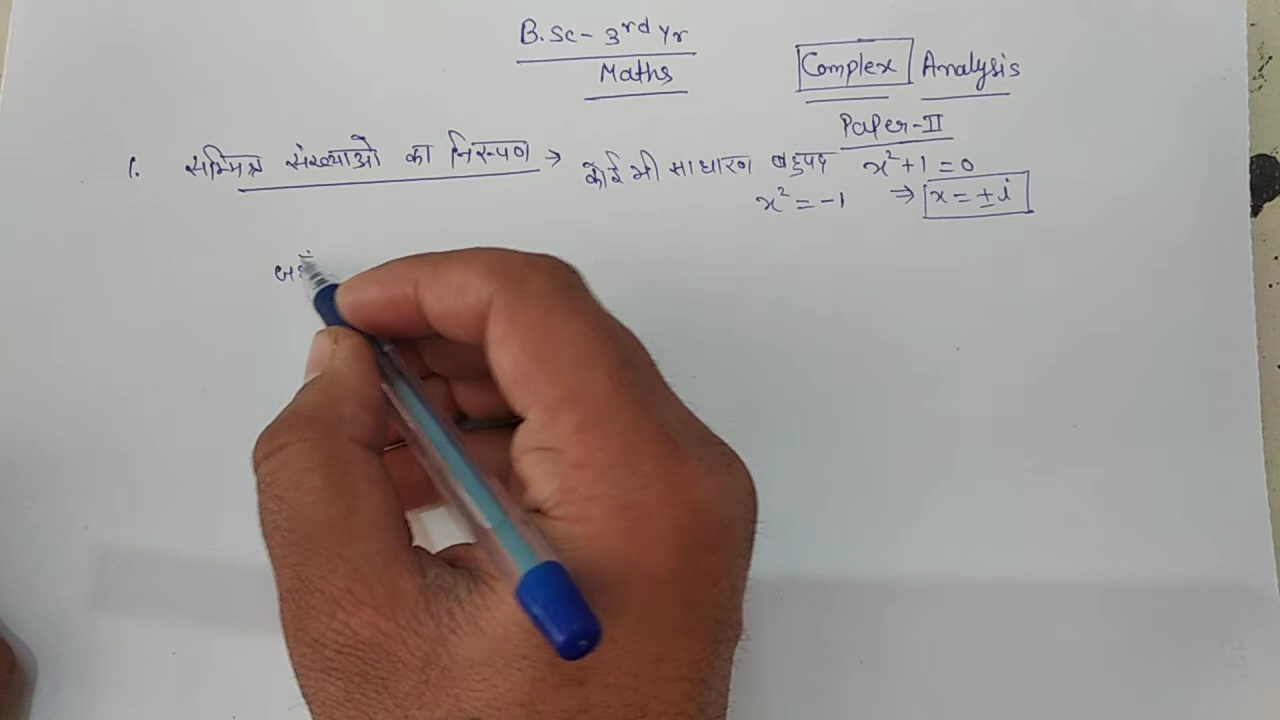 B.Sc- 3rd Yr
Maths
Complex Analysis
Paper-II
1. सम्मिश्र संख्याओ का निरूपण → कोई भी साधारण बहुपद x²+1=0
x²=-1 ⇒ x=±i